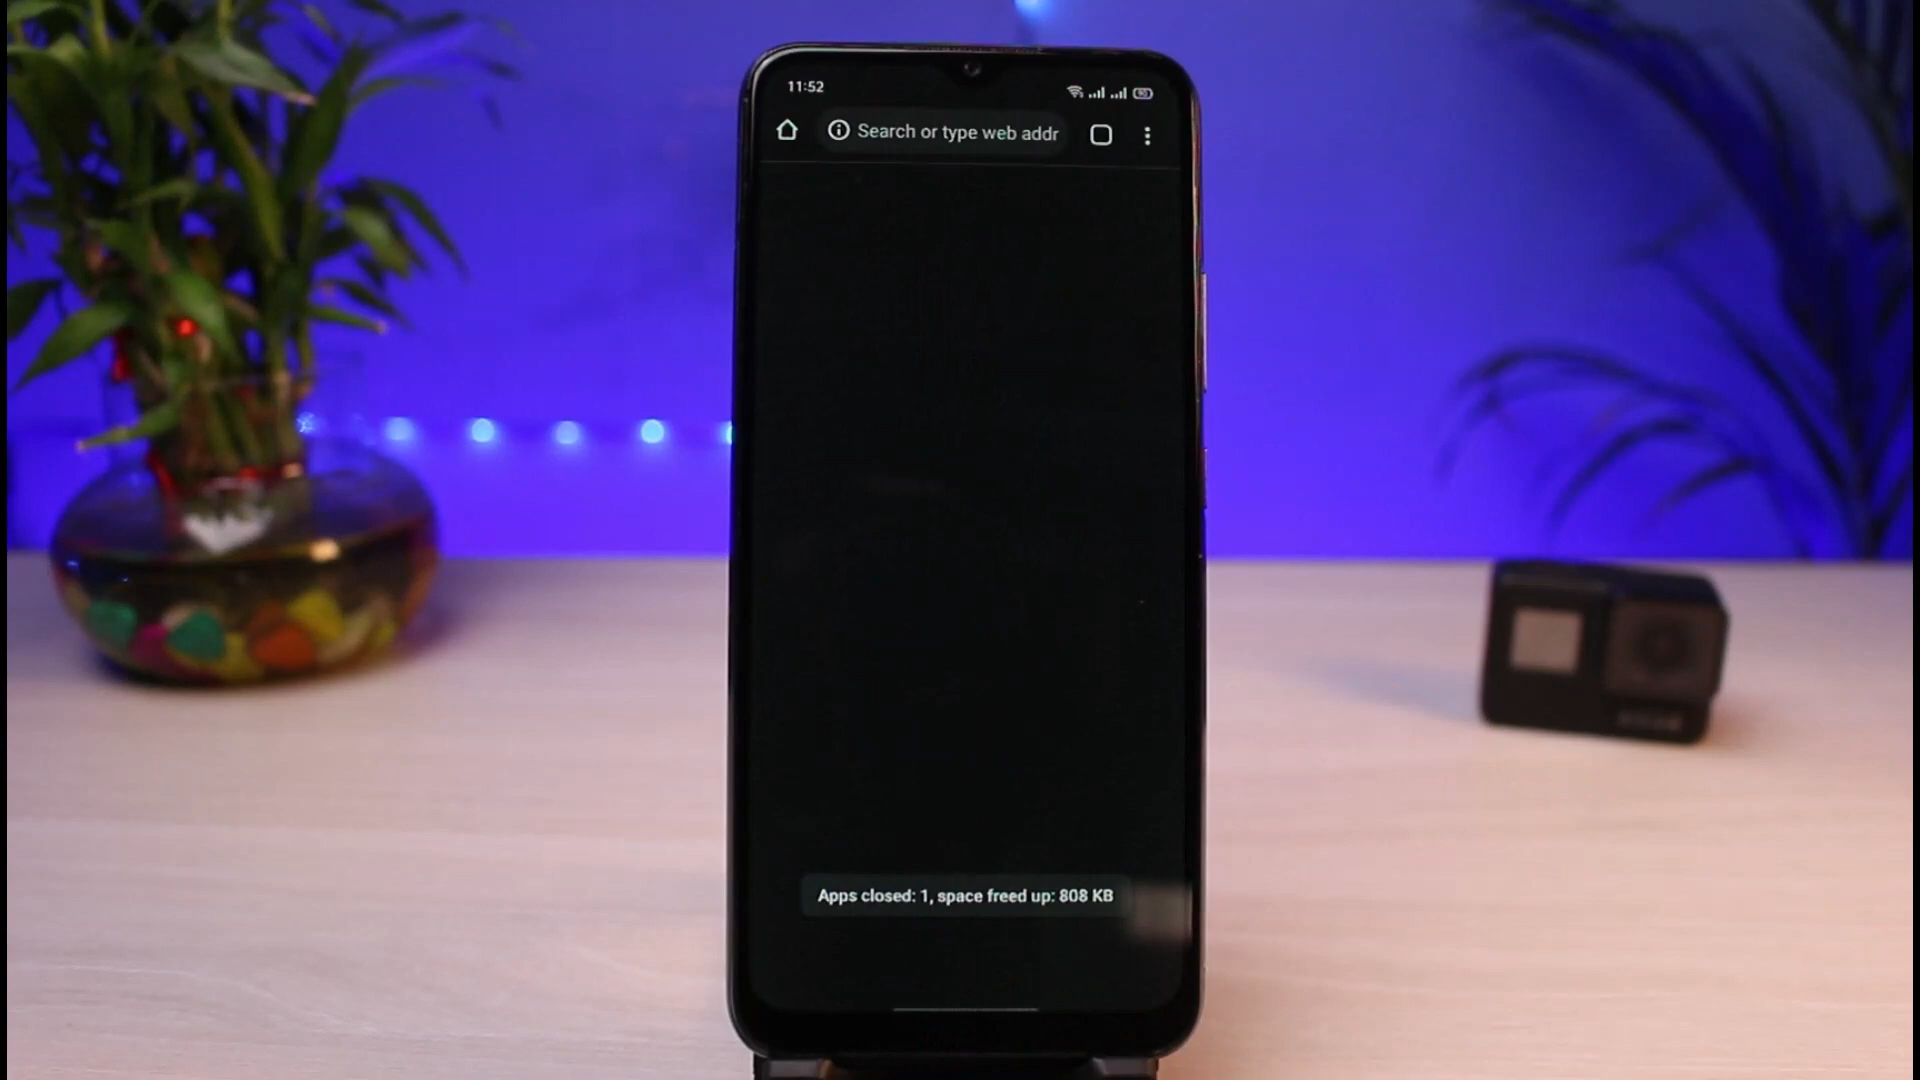 11:52
Search or type web addr
Apps closed: 1, space freed up: 808 KB